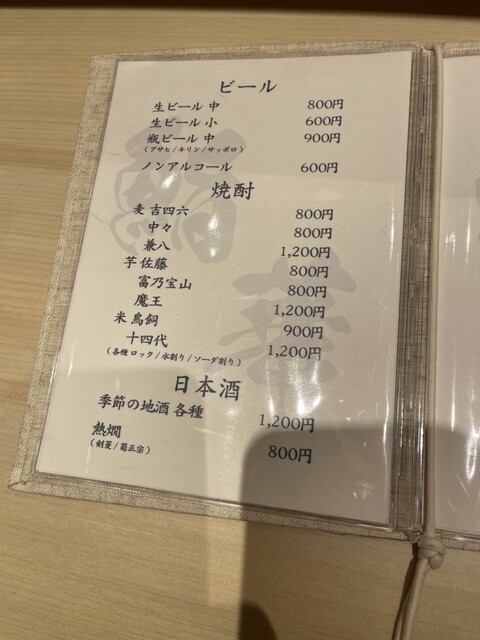 ビール
生ビール 中 800円
生ビール 小 600円
瓶ビール 中 900円
(アサヒ/キリン/サッポロ)
ノンアルコール 600円
焼酎
麦 吉四六 800円
中々 800円
兼八 1,200円
芋 佐藤 800円
富乃宝山 800円
魔王 1,200円
米 鳥飼 900円
十四代 1,200円
(各種ロック/水割り/ソーダ割り)
日本酒
季節の地酒 各種 1,200円
熱燗 800円
(剣菱/菊正宗)